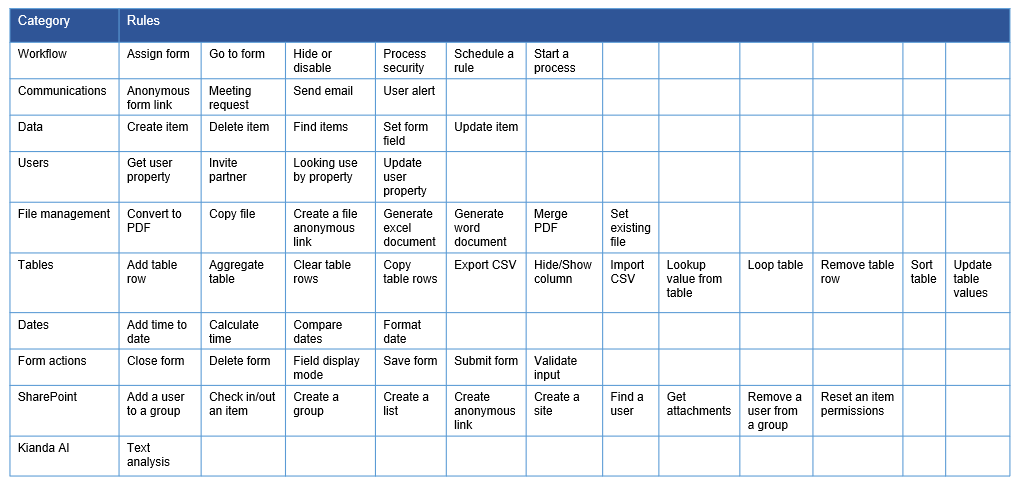 Category Rules
Workflow Assign form Go to form Hide or disable Process security Schedule a rule Start a process
Communications Anonymous form link Meeting request Send email User alert
Data Create item Delete item Find items Set form field Update item
Users Get user property Invite partner Looking use by property Update user property
File management Convert to PDF Copy file Create a file anonymous link Generate excel document Generate word document Merge PDF Set existing file
Tables Add table row Aggregate table Clear table rows Copy table rows Export CSV Hide/Show column Import CSV Lookup value from table Loop table Remove table row Sort table Update table values
Dates Add time to date Calculate time Compare dates Format date
Form actions Close form Delete form Field display mode Save form Submit form Validate input
SharePoint Add a user to a group Check in/out an item Create a group Create a list Create anonymous link Create a site Find a user Get attachments Remove a user from a group Reset an item permissions
Kianda AI Text analysis